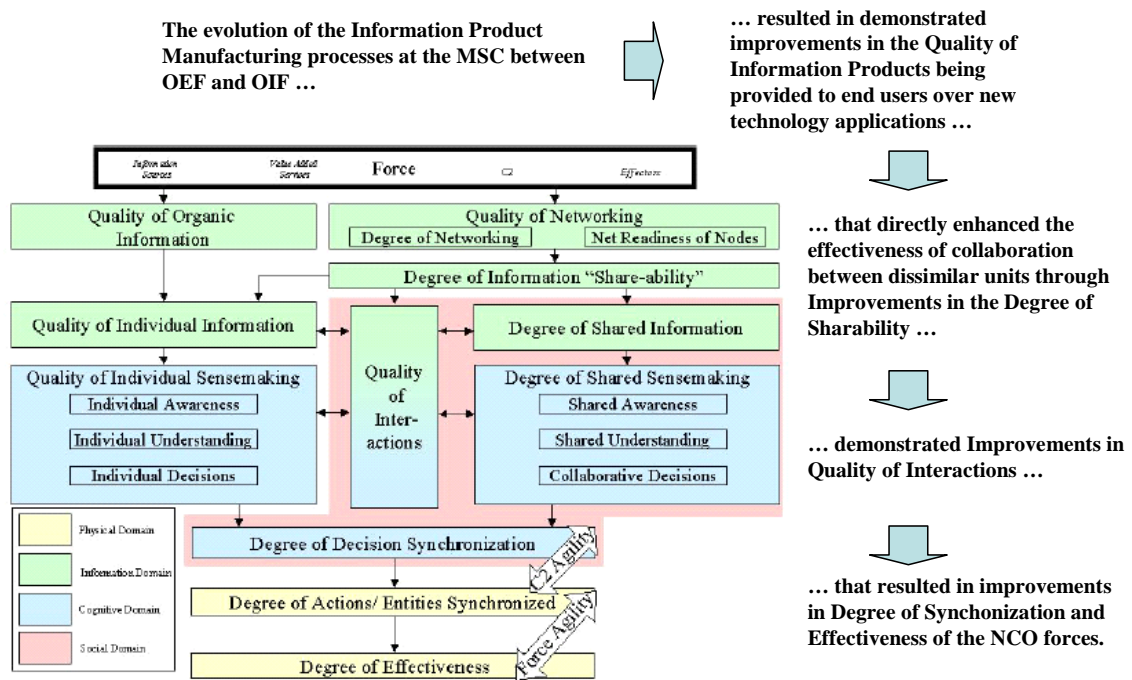 The evolution of the Information Product
Manufacturing processes at the MSC between
OEF and OIF …
… resulted in demonstrated
improvements in the Quality of
Information Products being
provided to end users over new
technology applications …
Information
Sources
Value Added
Services
Force
C2
Effectors
Quality of Organic
Information
Quality of Networking
Degree of Networking
Net Readiness of Nodes
Degree of Information “Share-ability”
… that directly enhanced the
effectiveness of collaboration
between dissimilar units through
Improvements in the Degree of
Sharability …
Quality of Individual Information
Degree of Shared Information
Quality of Individual Sensemaking
Individual Awareness
Individual Understanding
Individual Decisions
Quality
of
Inter-
actions
Degree of Shared Sensemaking
Shared Awareness
Shared Understanding
Collaborative Decisions
… demonstrated Improvements in
Quality of Interactions …
Physical Domain
Information Domain
Cognitive Domain
Social Domain
Degree of Decision Synchronization
C2 Agility
Degree of Actions/ Entities Synchronized
Force Agility
Degree of Effectiveness
… that resulted in improvements
in Degree of Synchonization and
Effectiveness of the NCO forces.